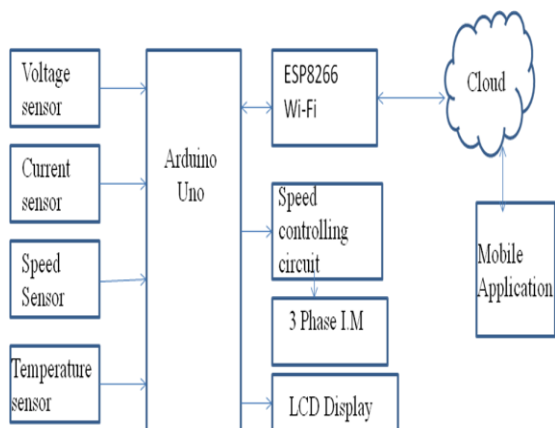 Voltage
sensor
Current
sensor
Speed
Sensor
Temperature
sensor
Arduino
Uno
ESP8266
Wi-Fi
Speed
controlling
circuit
3 Phase I.M
LCD Display
Cloud
Mobile
Application